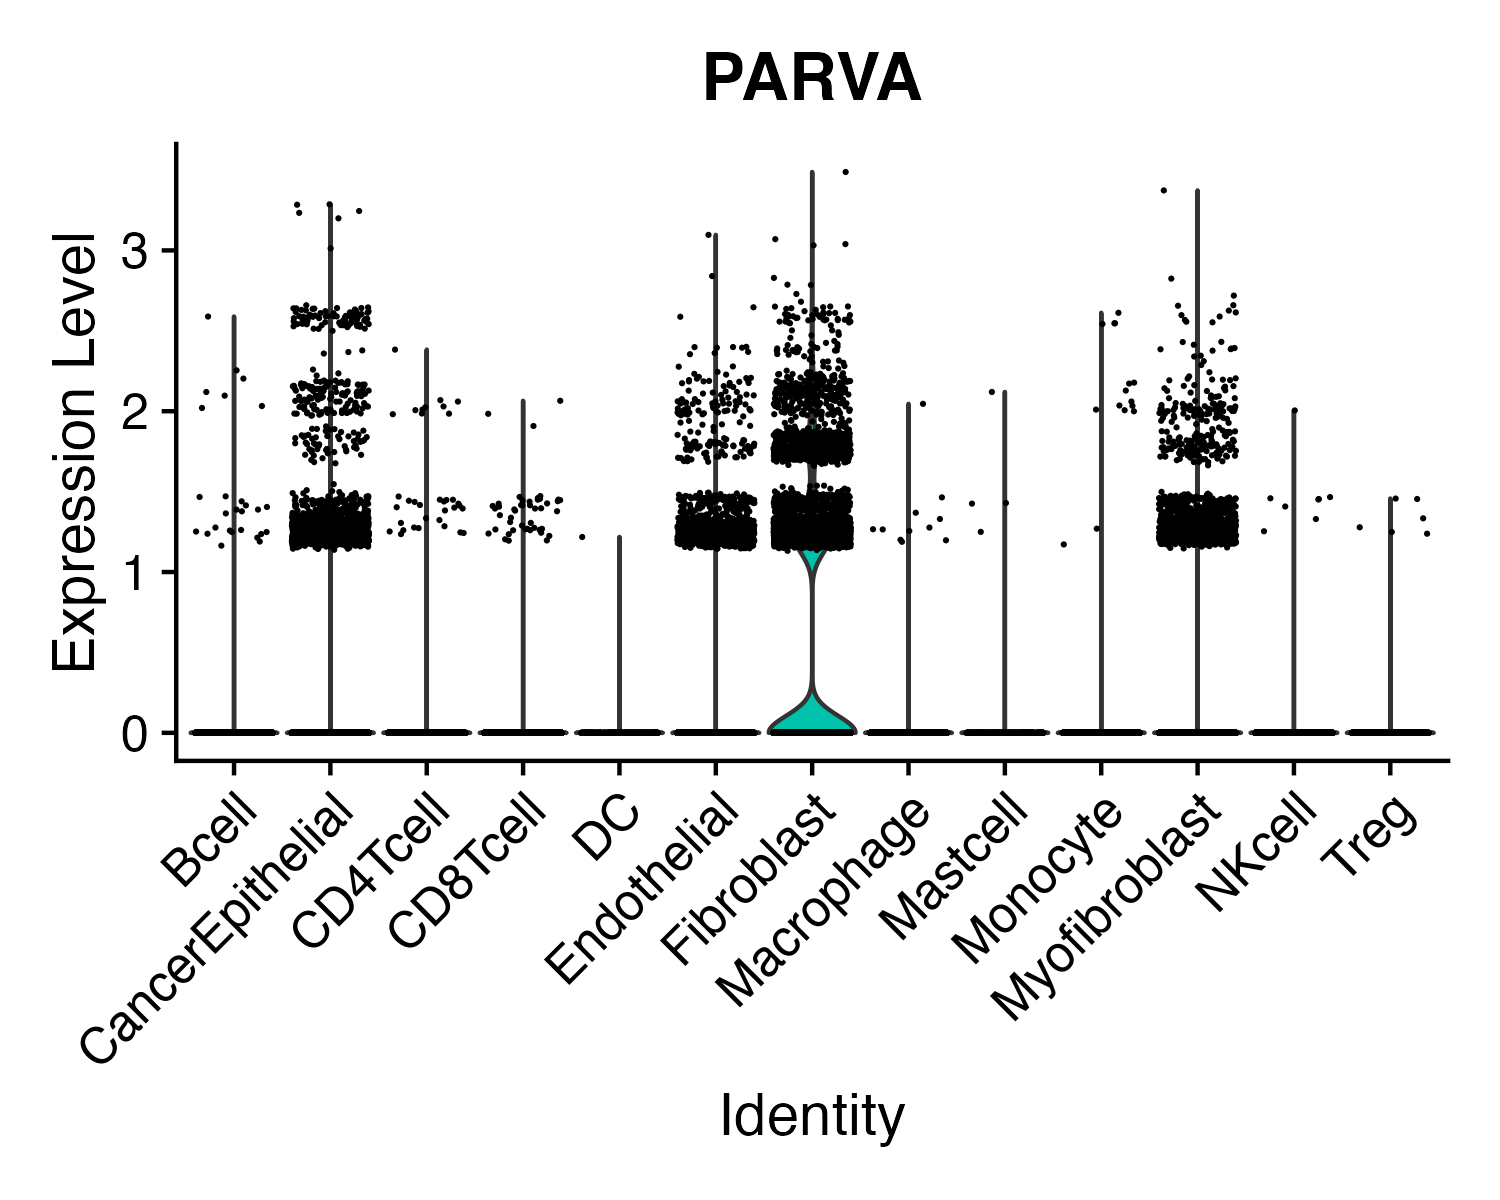 PARVA
Expression Level
3
2
1
0
Bcell
CancerEpithelial
CD4Tcell
CD8Tcell
DC
Endothelial
Fibroblast
Macrophage
Mastcell
Monocyte
Myofibroblast
NKcell
Treg
Identity